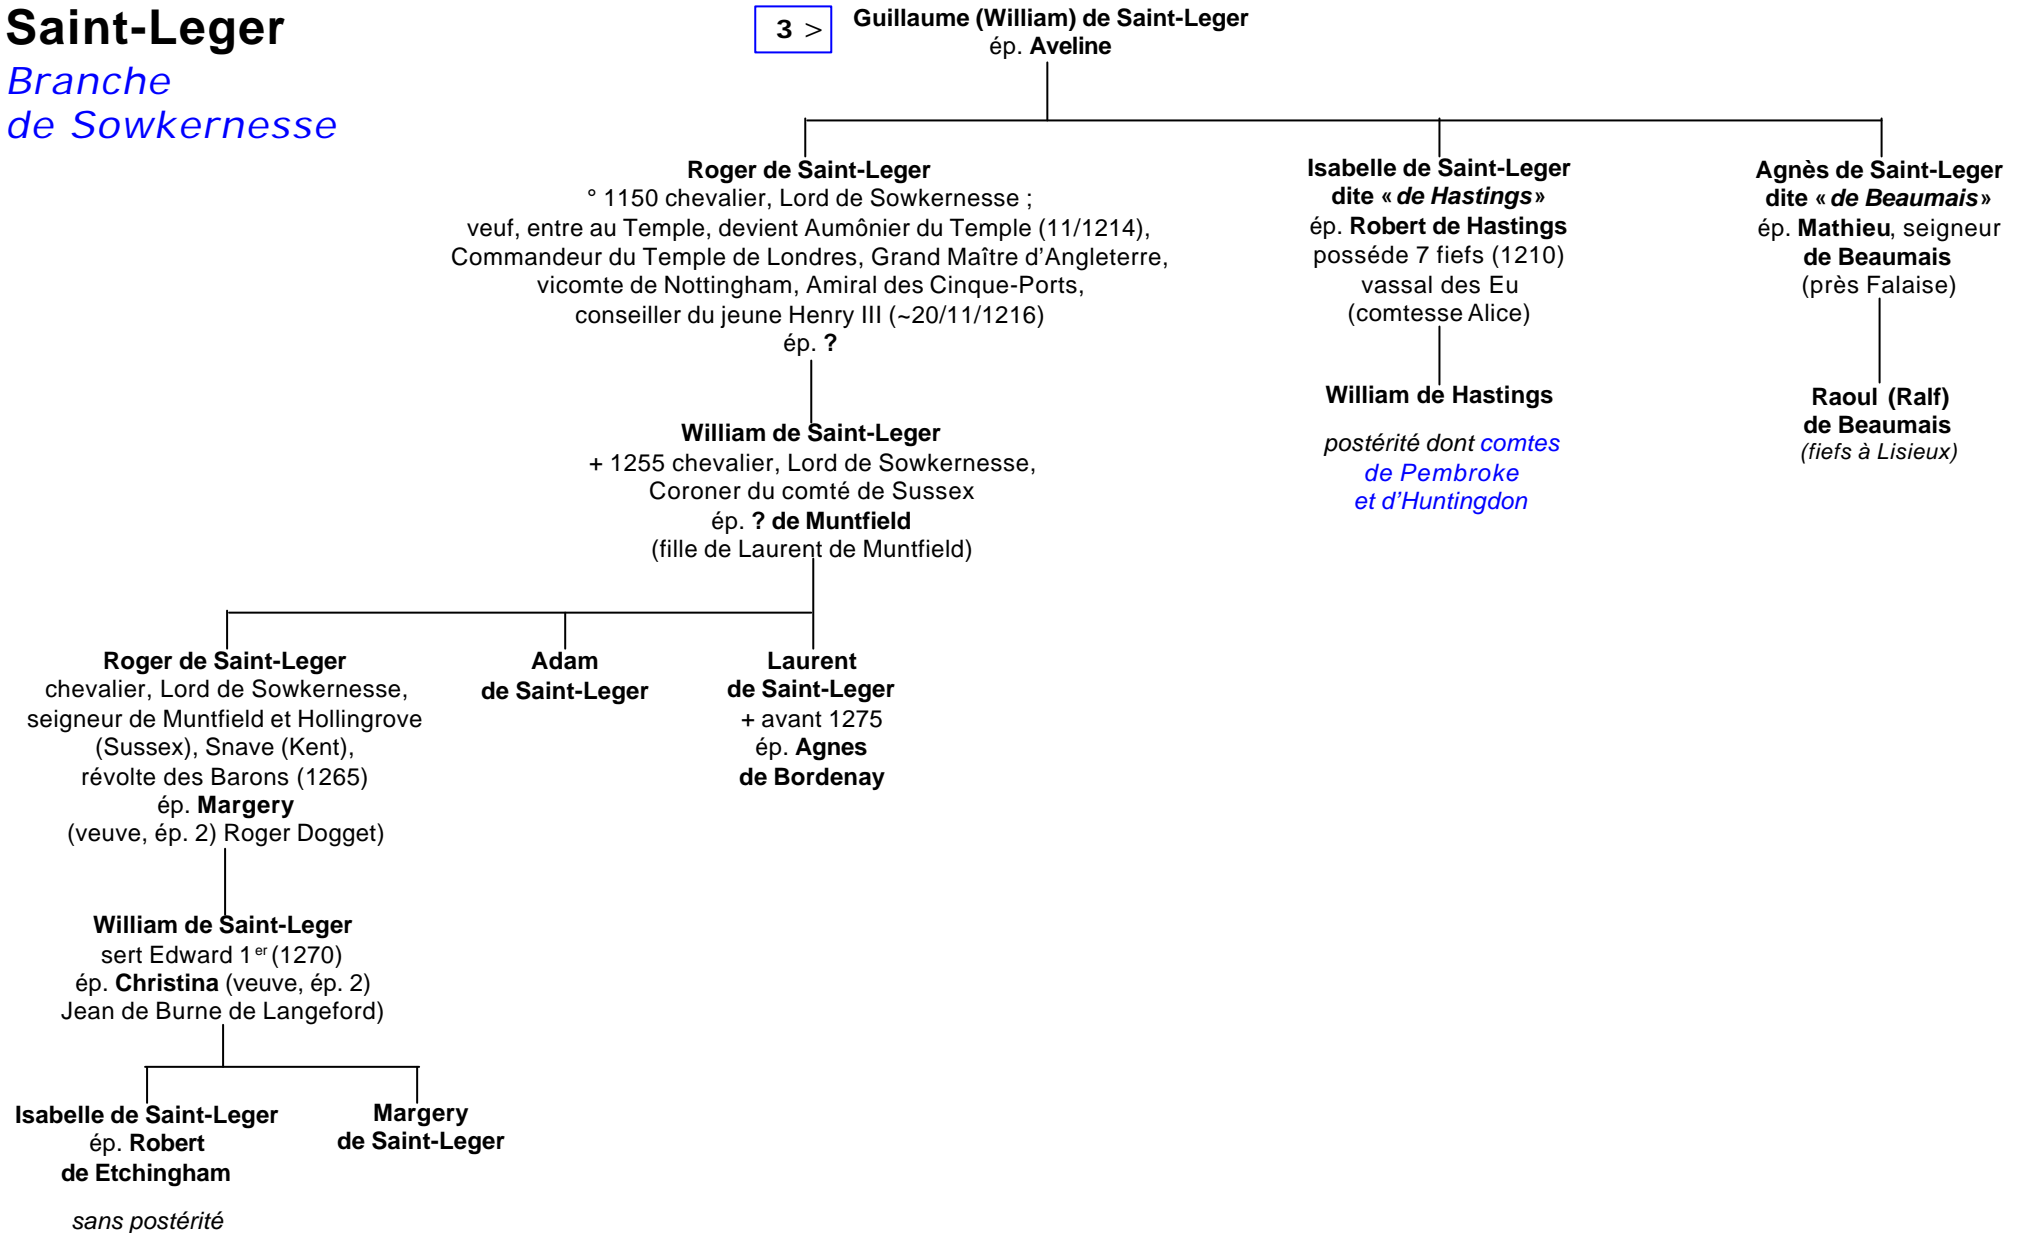 Saint-Leger
Branche
de Sowkernesse
3 >
Guillaume (William) de Saint-Leger
ép. Aveline
Roger de Saint-Leger
° 1150 chevalier, Lord de Sowkernesse ;
veuf, entre au Temple, devient Aumônier du Temple (11/1214),
Commandeur du Temple de Londres, Grand Maître d'Angleterre,
vicomte de Nottingham, Amiral des Cinque-Ports,
conseiller du jeune Henry III (~20/11/1216)
ép. ?
Isabelle de Saint-Leger
dite « de Hastings»
ép. Robert de Hastings
posséde 7 fiefs (1210)
vassal des Eu
(comtesse Alice)
Agnès de Saint-Leger
dite « de Beaumais»
ép. Mathieu, seigneur
de Beaumais
(près Falaise)
William de Hastings
postérité dont comtes
de Pembroke
et d'Huntingdon
Raoul (Ralf)
de Beaumais
(fiefs à Lisieux)
William de Saint-Leger
+ 1255 chevalier, Lord de Sowkernesse,
Coroner du comté de Sussex
ép. ? de Muntfield
(fille de Laurent de Muntfield)
Roger de Saint-Leger
chevalier, Lord de Sowkernesse,
seigneur de Muntfield et Hollingrove
(Sussex), Snave (Kent),
révolte des Barons (1265)
ép. Margery
(veuve, ép. 2) Roger Dogget)
Adam
de Saint-Leger
Laurent
de Saint-Leger
+ avant 1275
ép. Agnes
de Bordenay
William de Saint-Leger
sert Edward 1er (1270)
ép. Christina (veuve, ép. 2)
Jean de Burne de Langeford)
Isabelle de Saint-Leger
ép. Robert
de Etchingham
sans postérité
Margery
de Saint-Leger